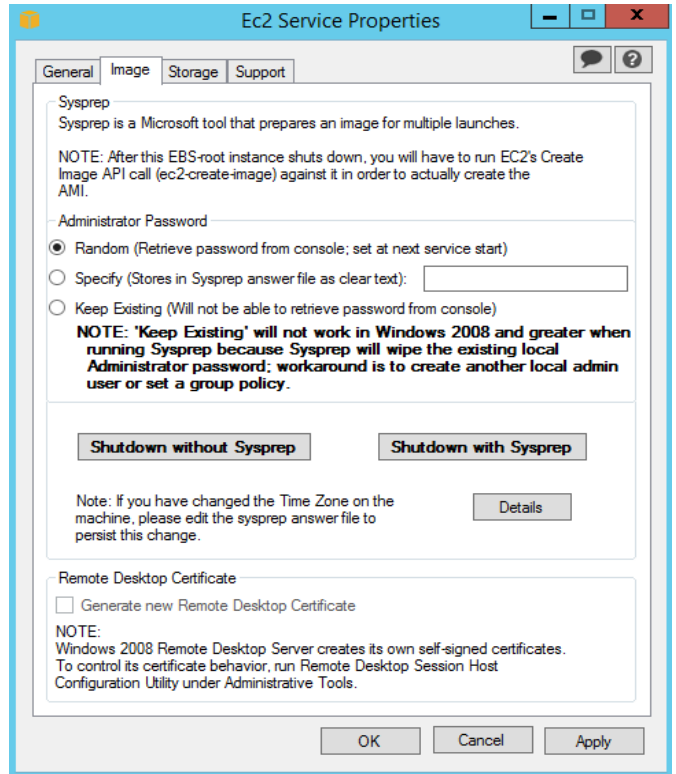 Ec2 Service Properties
General Image Storage Support
Sysprep
Sysprep is a Microsoft tool that prepares an image for multiple launches.
NOTE: After this EBS-root instance shuts down, you will have to run EC2's Create
Image API call (ec2-create-image) against it in order to actually create the
AMI.
Administrator Password
Random (Retrieve password from console; set at next service start)
Specify (Stores in Sysprep answer file as clear text):
Keep Existing (Will not be able to retrieve password from console)
NOTE: 'Keep Existing' will not work in Windows 2008 and greater when
running Sysprep because Sysprep will wipe the existing local
Administrator password; workaround is to create another local admin
user or set a group policy.
Shutdown without Sysprep Shutdown with Sysprep
Note: If you have changed the Time Zone on the
machine, please edit the sysprep answer file to
persist this change.
Details
Remote Desktop Certificate
Generate new Remote Desktop Certificate
NOTE:
Windows 2008 Remote Desktop Server creates its own self-signed certificates.
To control its certificate behavior, run Remote Desktop Session Host
Configuration Utility under Administrative Tools.
OK Cancel Apply